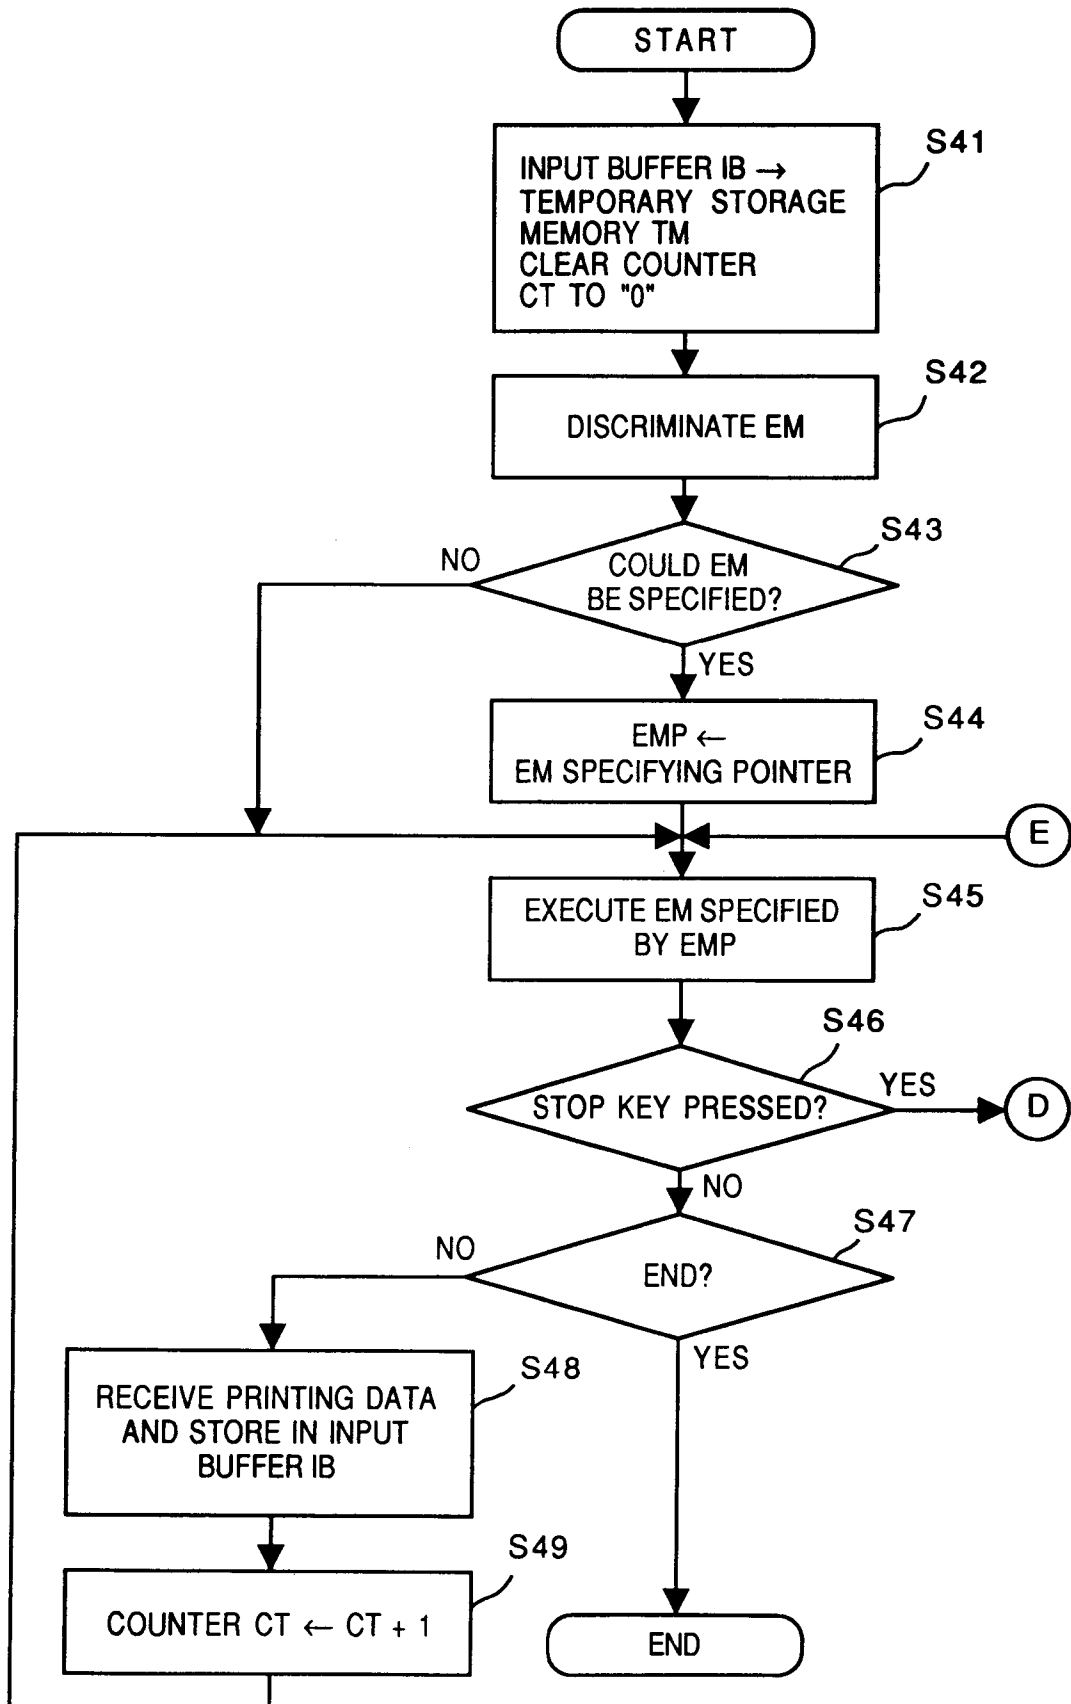 START
S41
INPUT BUFFER IB →
TEMPORARY STORAGE
MEMORY TM
CLEAR COUNTER
CT TO "0"
S42
DISCRIMINATE EM
S43
NO
COULD EM
BE SPECIFIED?
YES
S44
EMP ←
EM SPECIFYING POINTER
E
S45
EXECUTE EM SPECIFIED
BY EMP
S46
YES
STOP KEY PRESSED?
D
NO
S47
NO
END?
YES
S48
RECEIVE PRINTING DATA
AND STORE IN INPUT
BUFFER IB
S49
COUNTER CT ← CT + 1
END